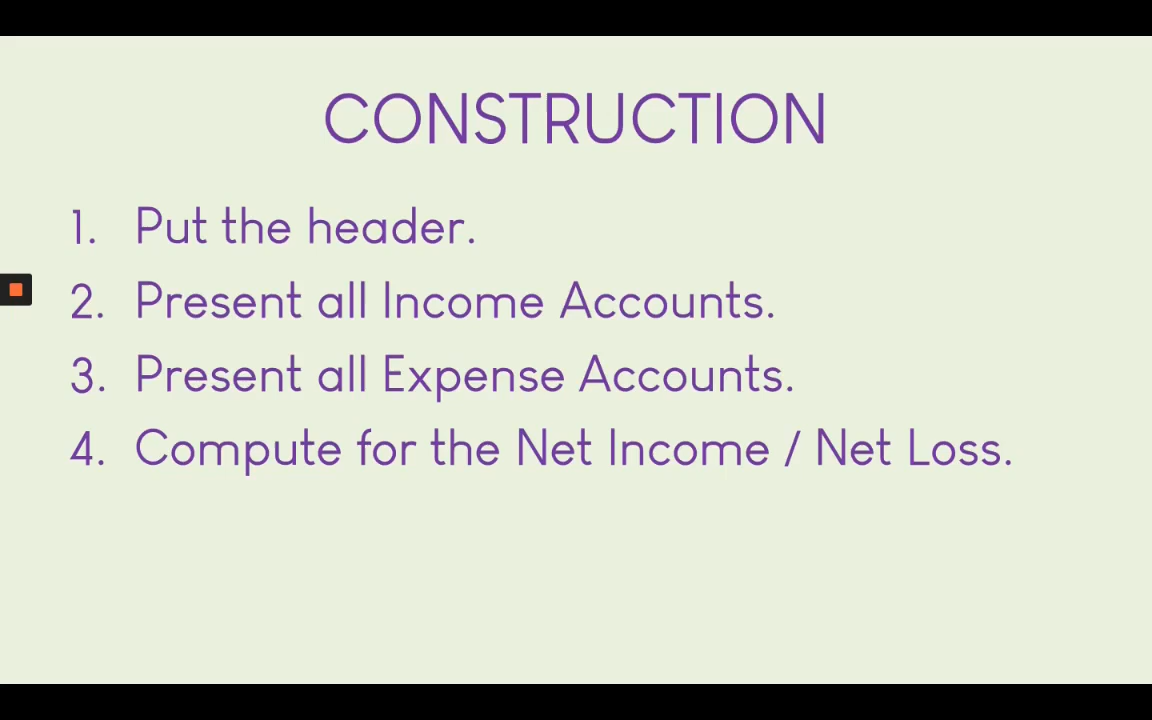 CONSTRUCTION
1. Put the header.
2. Present all Income Accounts.
3. Present all Expense Accounts.
4. Compute for the Net Income / Net Loss.